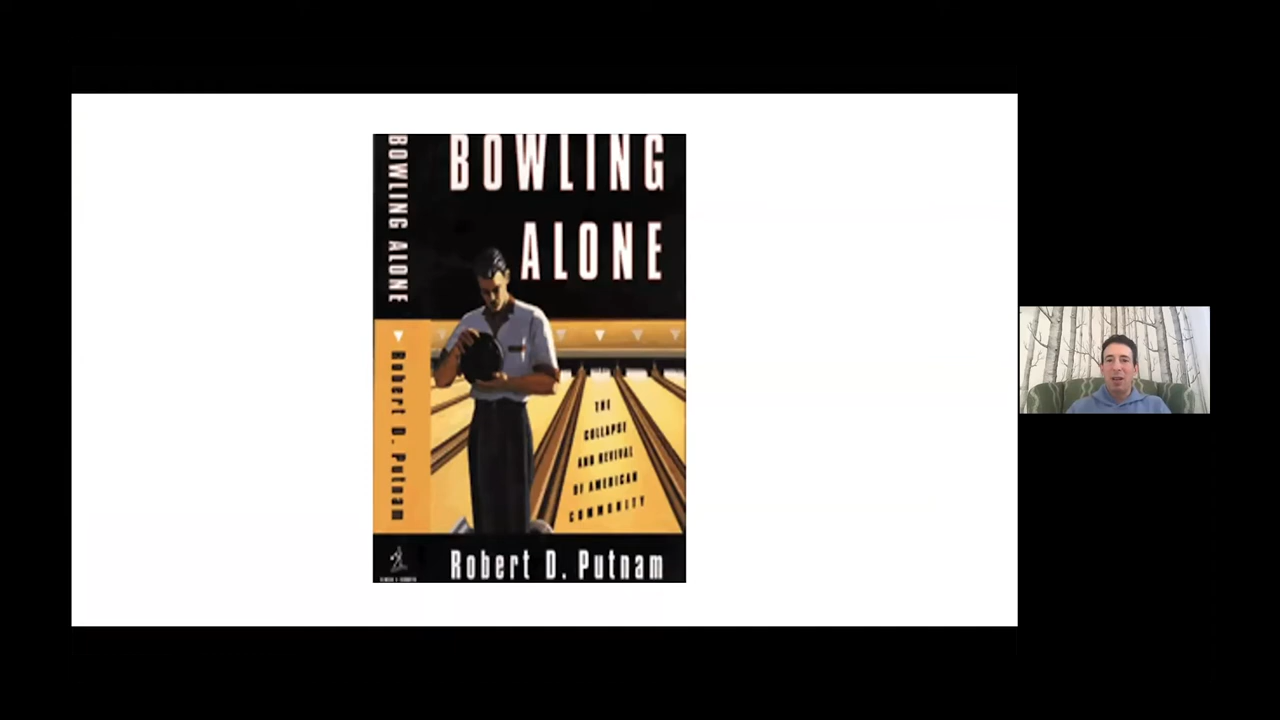 BOWLING ALONE
Robert D. Putnam
BOWLING
ALONE
THE
COLLAPSE
AND REVIVAL
OF AMERICAN
COMMUNITY
Robert D. Putnam